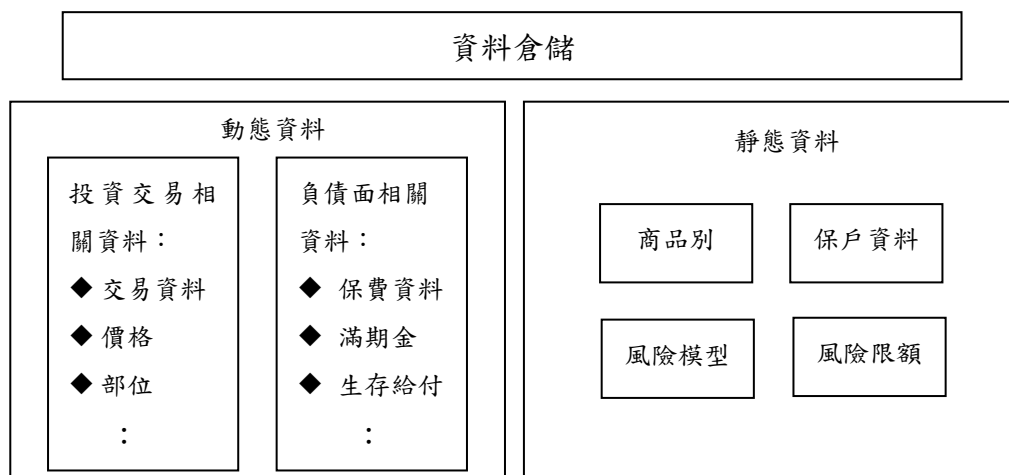 資料倉儲
動態資料
投資交易相
關資料：
◆ 交易資料
◆ 價格
◆ 部位
：
負債面相關
資料：
◆ 保費資料
◆ 滿期金
◆ 生存給付
：
靜態資料
商品別
保戶資料
風險模型
風險限額